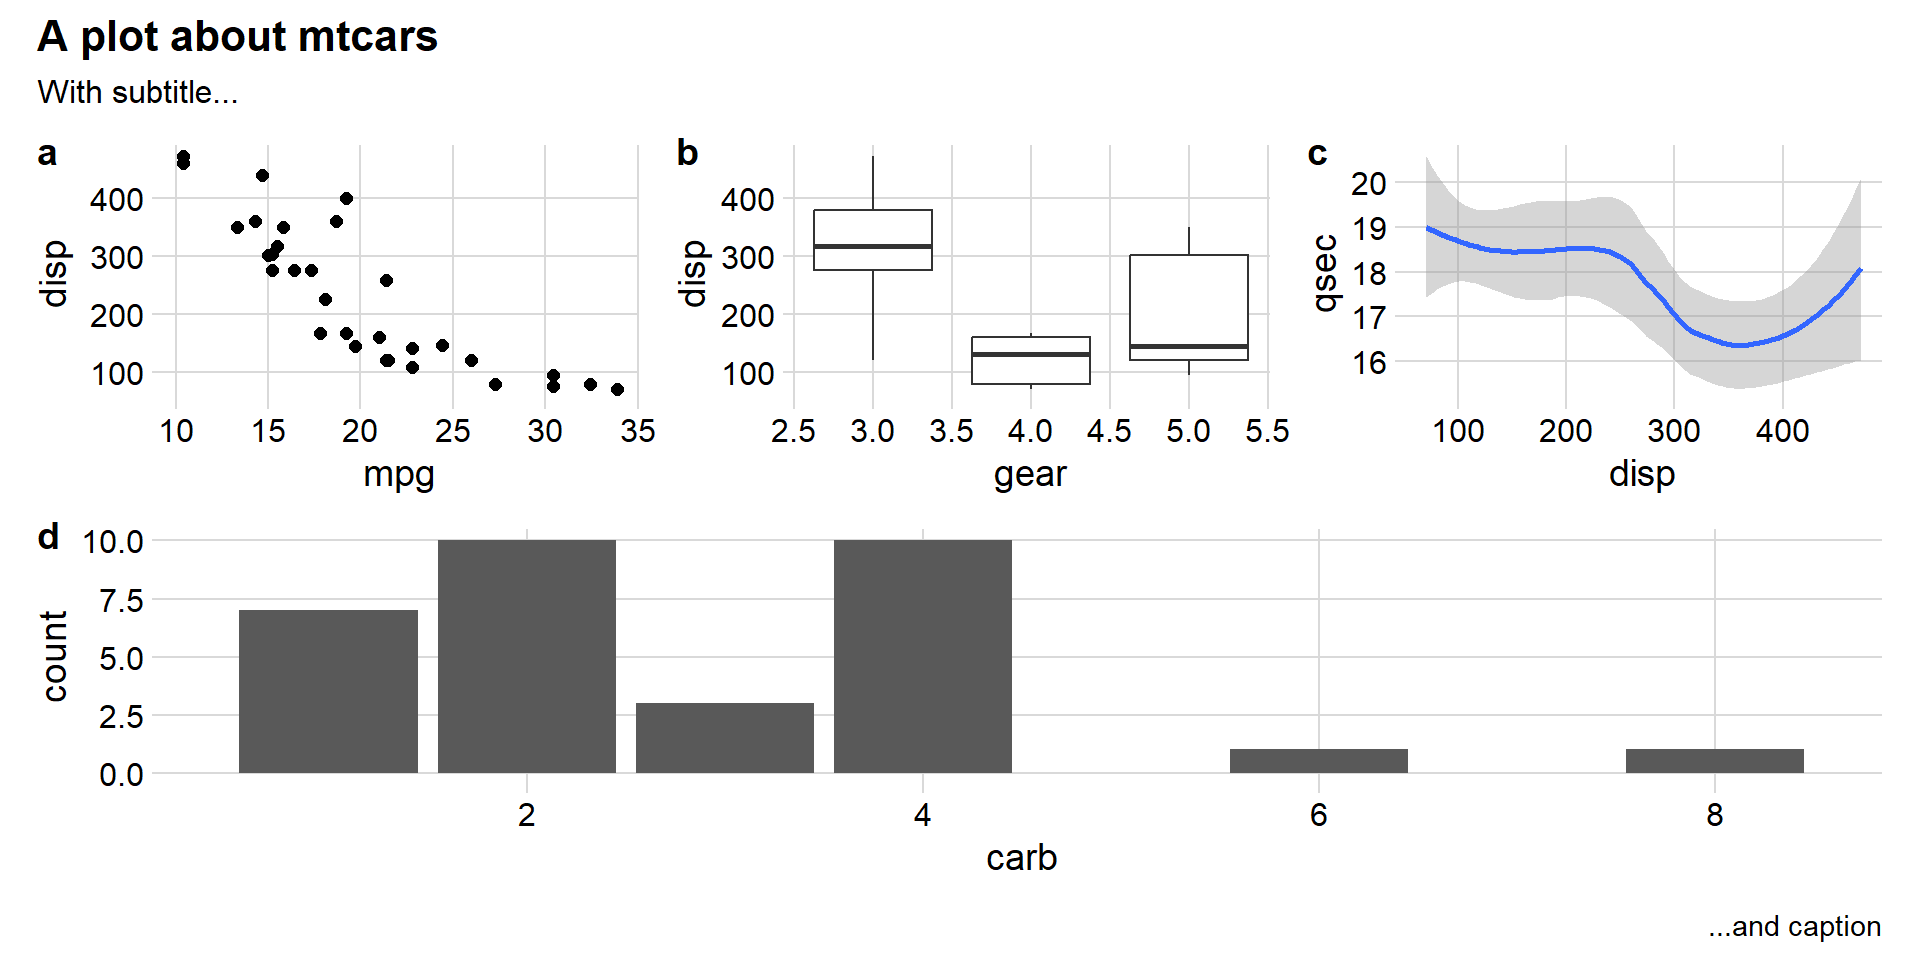 A plot about mtcars
With subtitle...
a
disp
400
300
200
100
10 15 20 25 30 35
mpg
b
disp
400
300
200
100
2.5 3.0 3.5 4.0 4.5 5.0 5.5
gear
c
qsec
20
19
18
17
16
100 200 300 400
disp
d
count
10.0
7.5
5.0
2.5
0.0
2 4 6 8
carb
...and caption